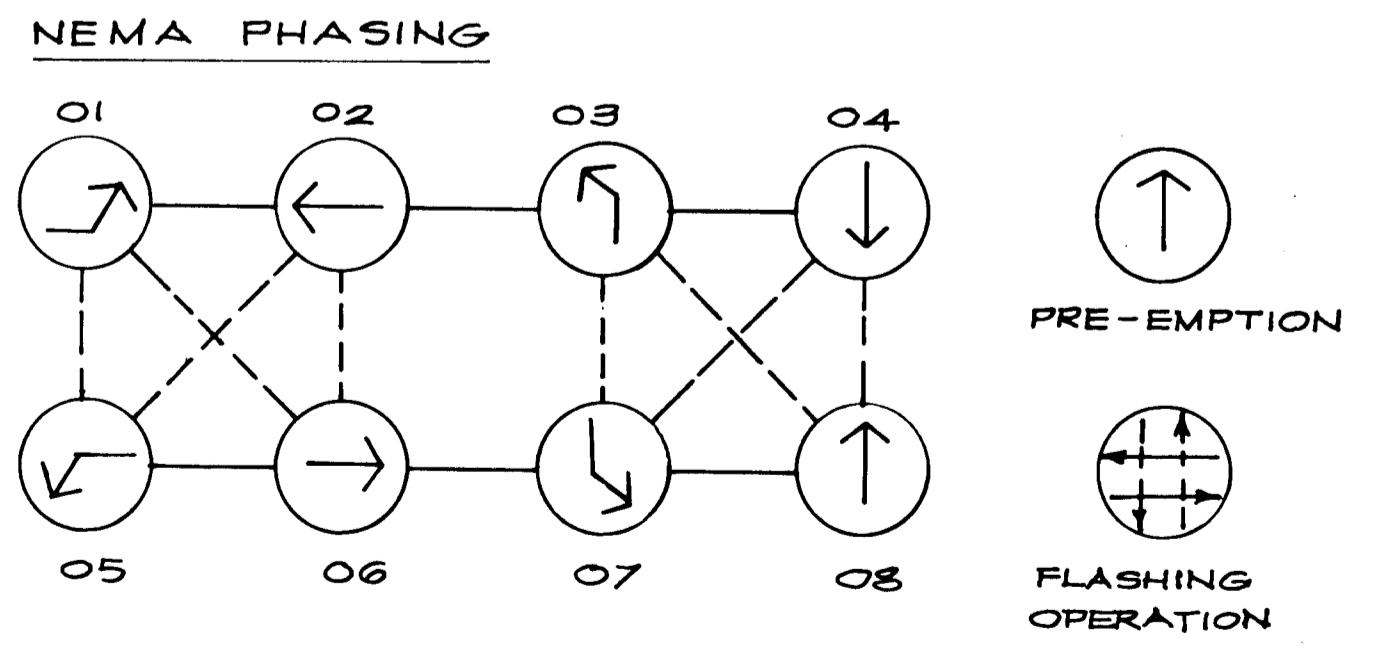 NEMA PHASING
01 02 03 04
PRE-EMPTION
05 06 07 08
FLASHING
OPERATION